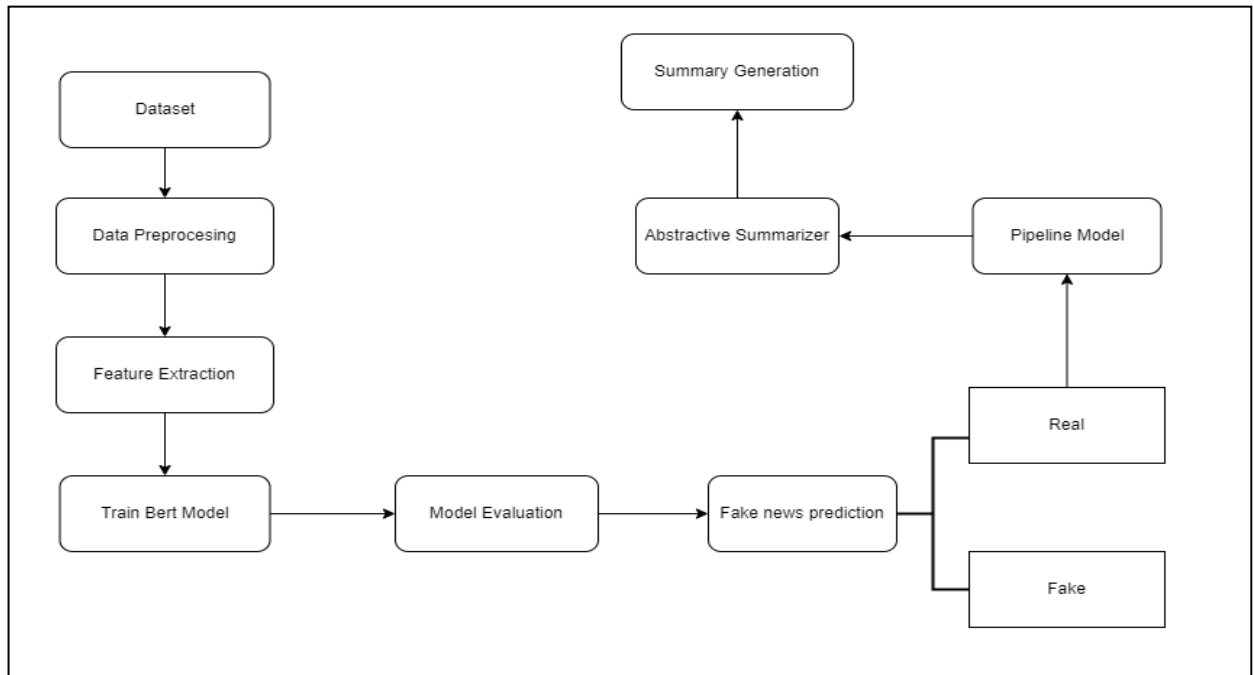 Dataset
Data Preprocesing
Feature Extraction
Train Bert Model
Model Evaluation
Fake news prediction
Real
Fake
Pipeline Model
Abstractive Summarizer
Summary Generation